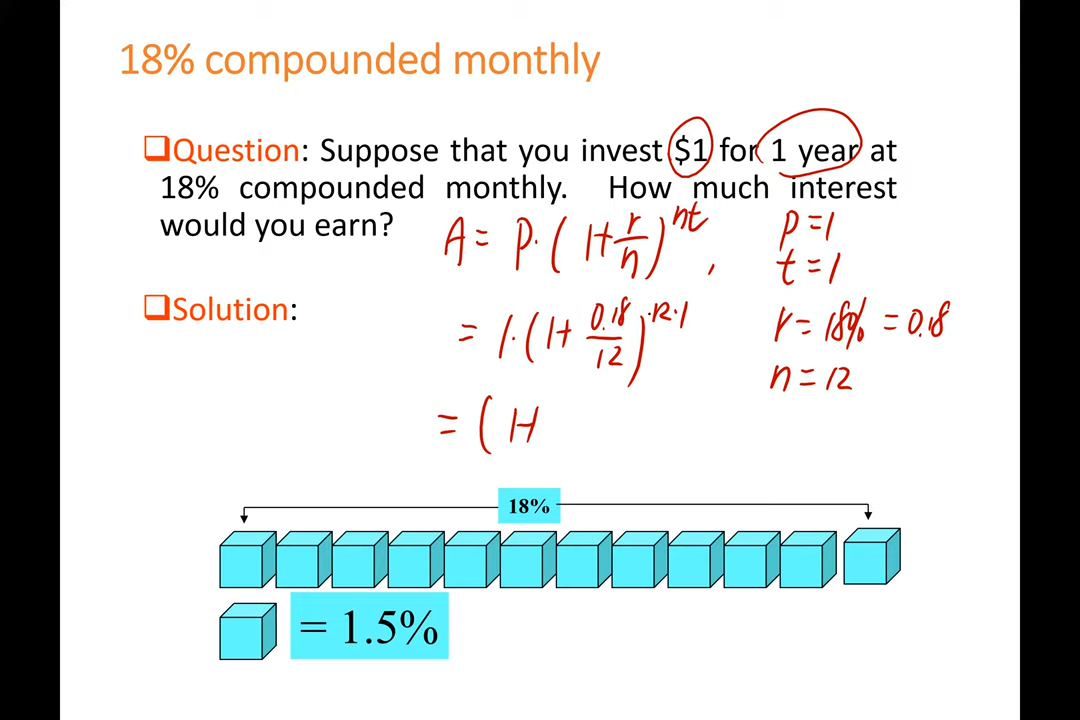 18% compounded monthly
❑Question: Suppose that you invest $1 for 1 year at
18% compounded monthly. How much interest
would you earn?
A = P·(1+r/n)^nt,
P=1
t=1
❑Solution:
= 1·(1+0.18/12)^·12·1
r=18%=0.18
n=12
=(1+
18%
= 1.5%